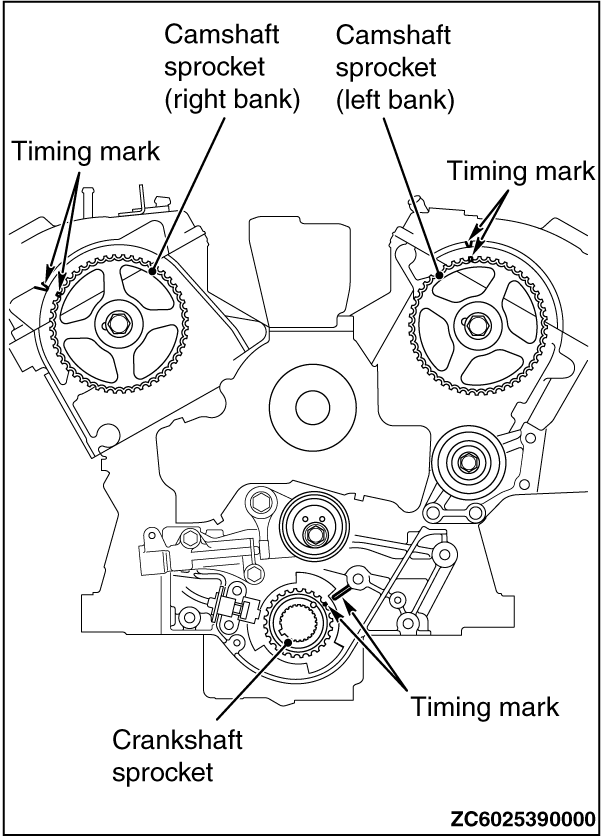 Camshaft
sprocket
(right bank)
Camshaft
sprocket
(left bank)
Timing mark
Timing mark
Timing mark
Crankshaft
sprocket
ZC6025390000